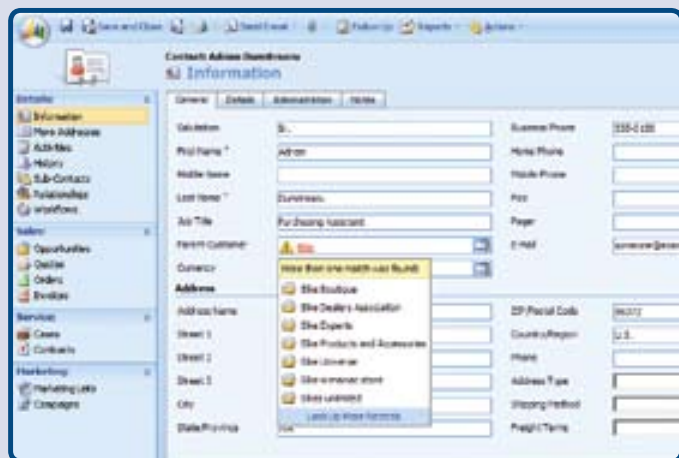 Save and Close
Send E-mail
Follow Up
Reports
Actions
Contact: Adrian Dumitrascu
Information
Details:
General
Details
Administration
Notes
Information
More Addresses
Activities
History
Sub-Contacts
Relationships
Workflows
Sales:
Opportunities
Quotes
Orders
Invoices
Service:
Cases
Contracts
Marketing:
Marketing Lists
Campaigns
Salutation
First Name *
Adrian
Middle Name
Last Name *
Job Title
Purchasing Assistant
Parent Customer
Bike
Currency
Business Phone
555-0108
Home Phone
Mobile Phone
Fax
Pager
E-Mail
More than one match was found:
Bike Boutique
Bike Dealers Association
Bike Experts
Bike Products and Accessories
Bike Universe
Bikes unlimited
Look Up More Records
Address
Address Name
Street 1
Street 2
Street 3
City
State/Province
ZIP/Postal Code
Country/Region
U.S.
Phone
Address Type
Shipping Method
Freight Terms